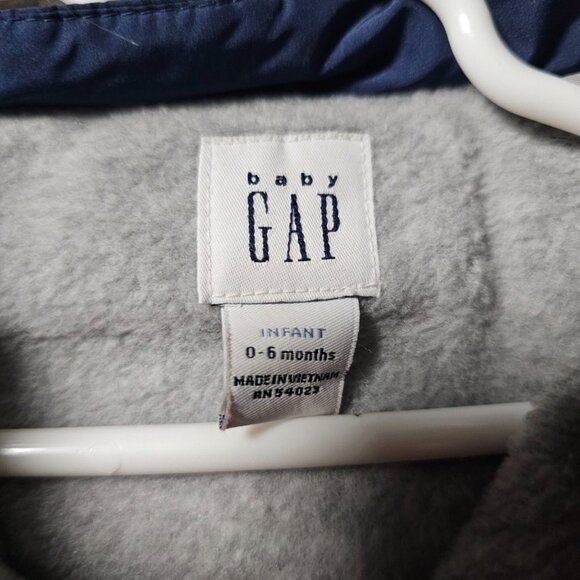 baby
GAP
INFANT
0-6 months
MADE IN VIETNAM
RN 54023